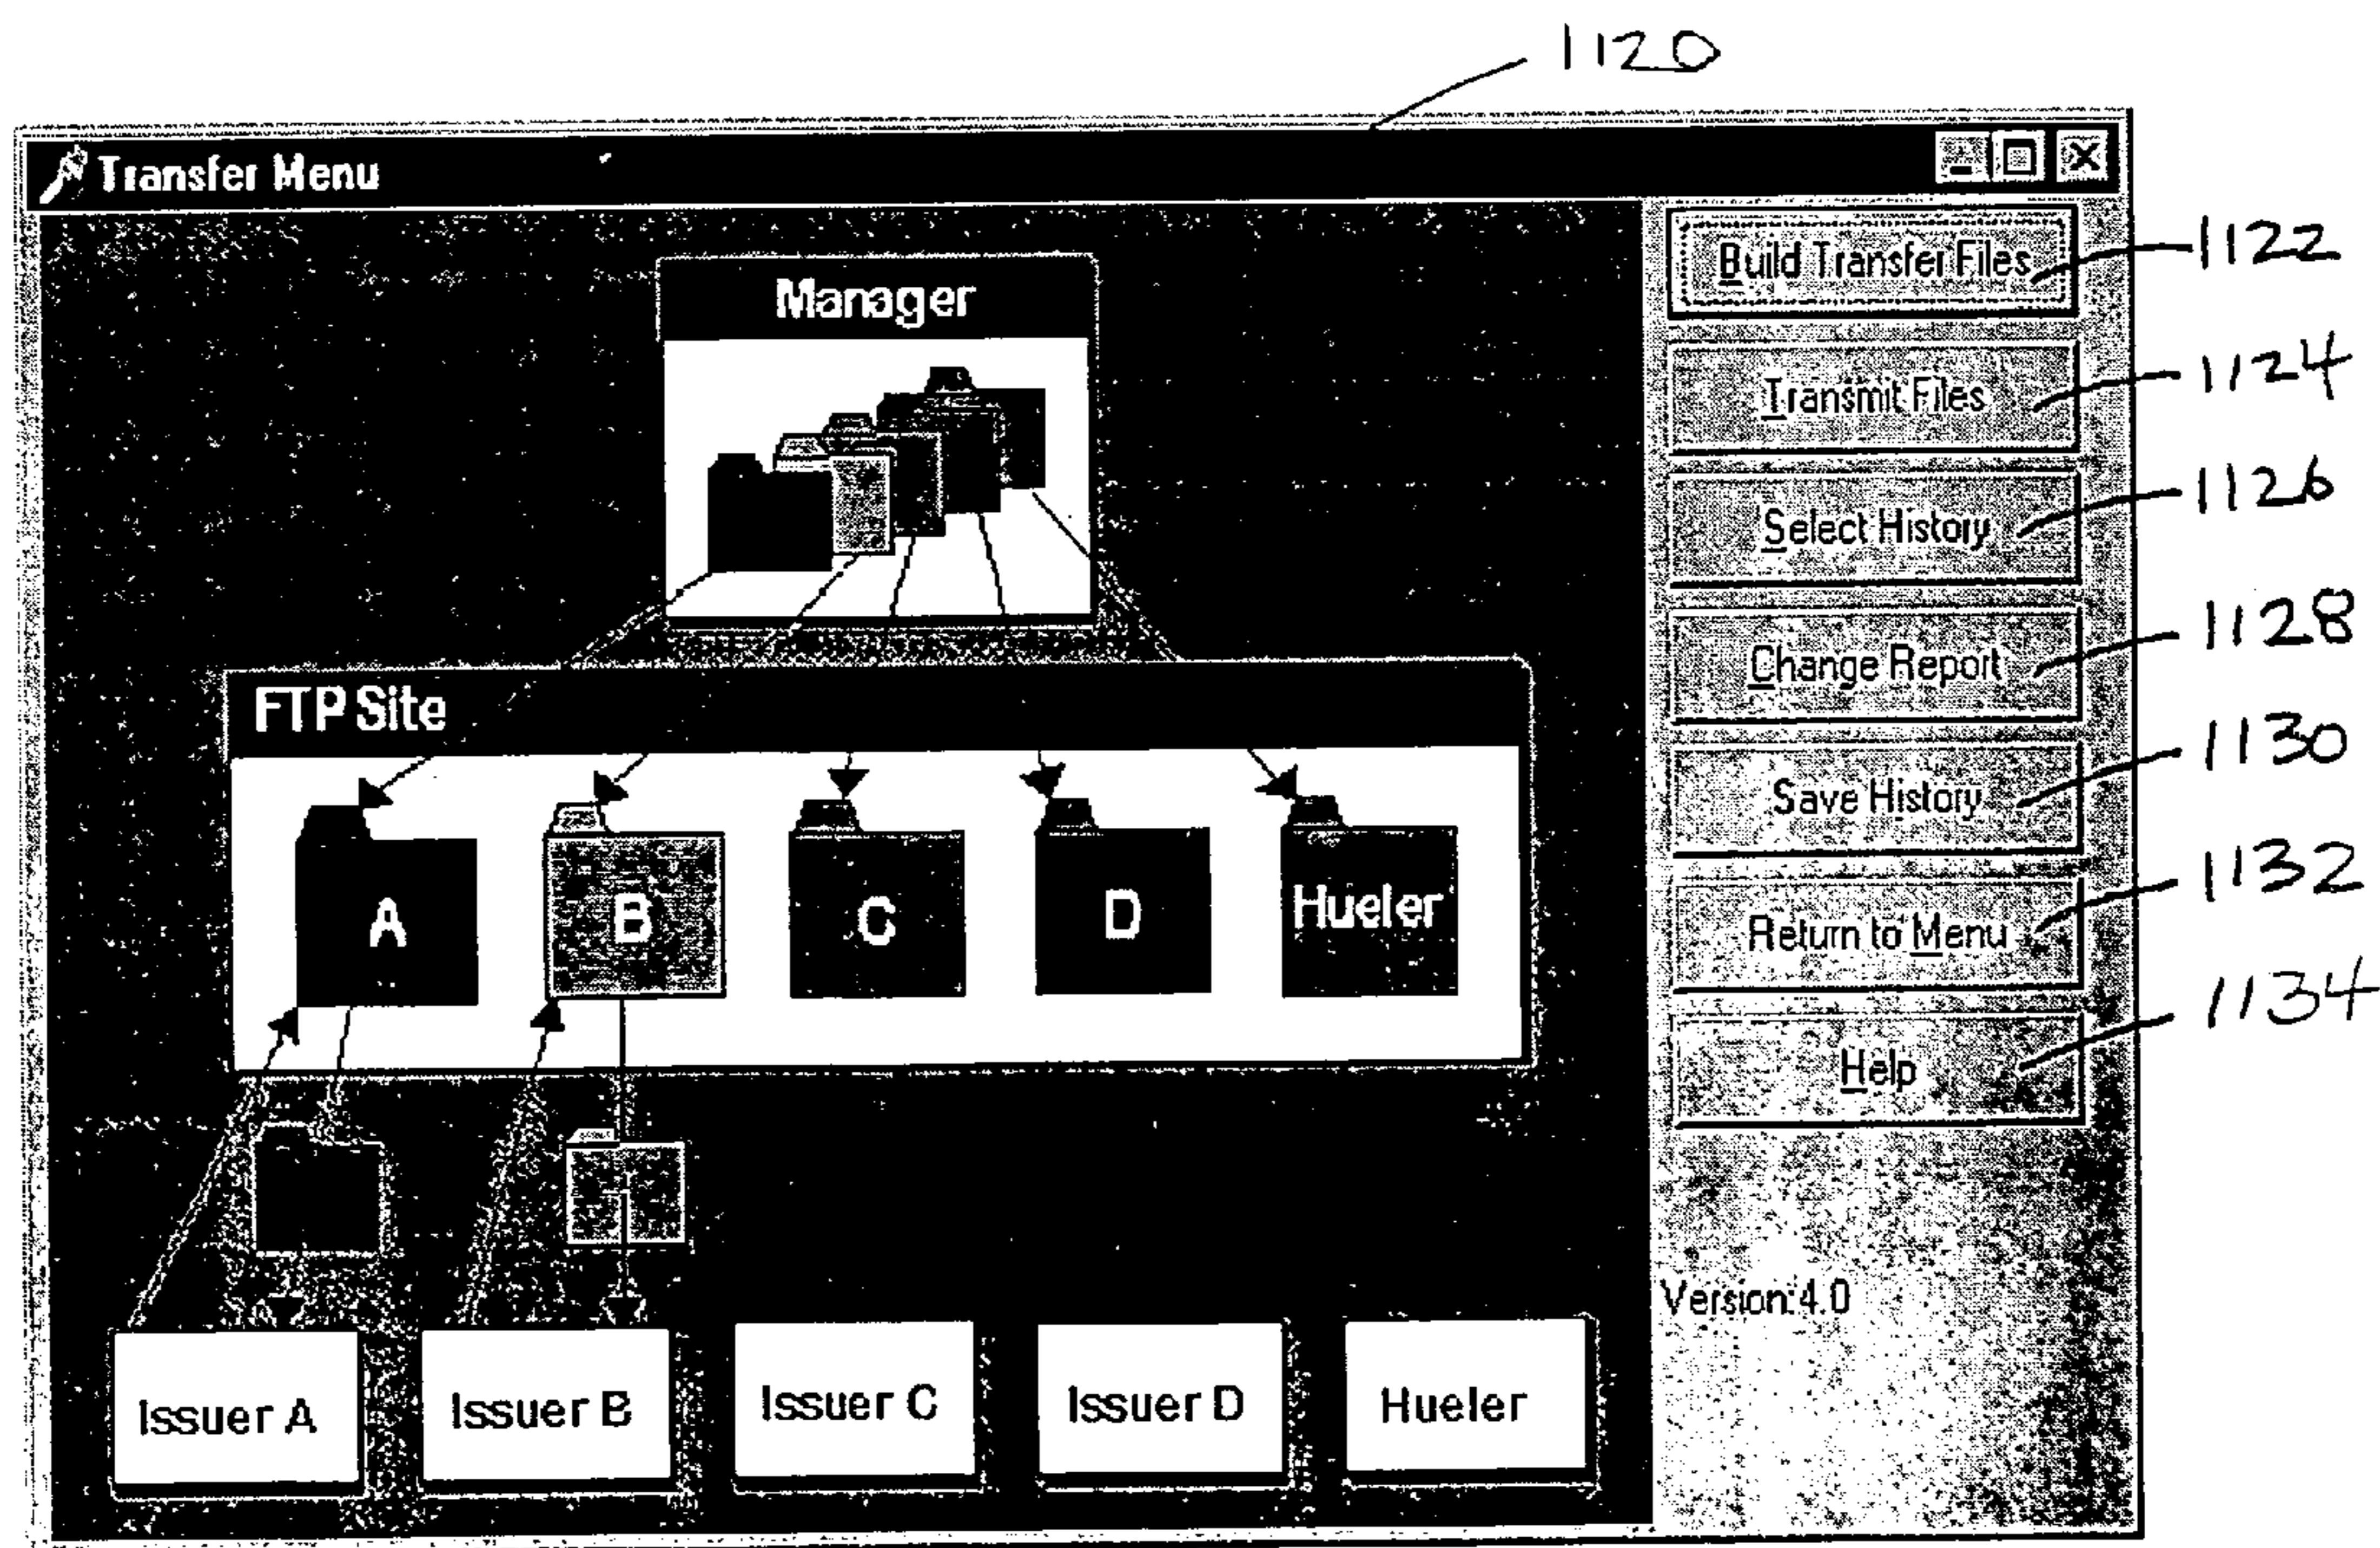 1120
Transfer Menu
Manager
FTP Site
A
B
C
D
Hueler
Issuer A
Issuer B
Issuer C
Issuer D
Hueler
Build Transfer Files
1122
Transmit Files
1124
Select History
1126
Change Report
1128
Save History
1130
Return to Menu
1132
Help
1134
Version: 4.0